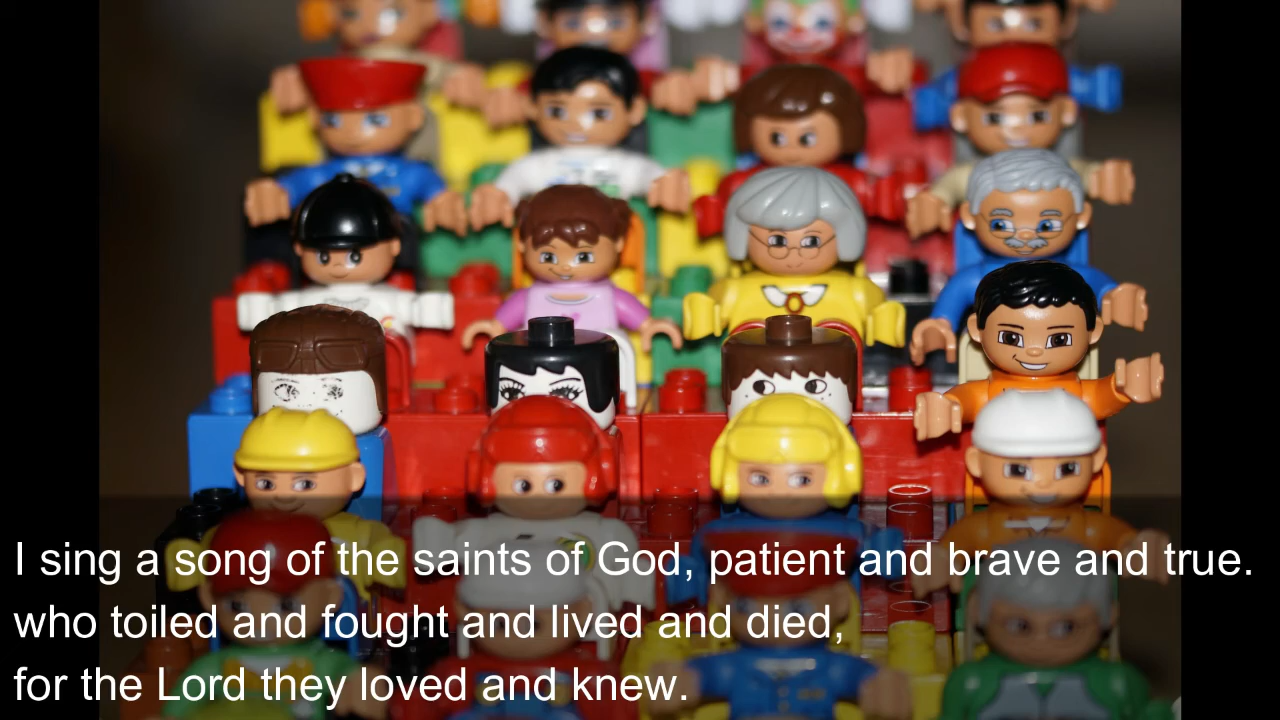 I sing a song of the saints of God, patient and brave and true.
who toiled and fought and lived and died,
for the Lord they loved and knew.